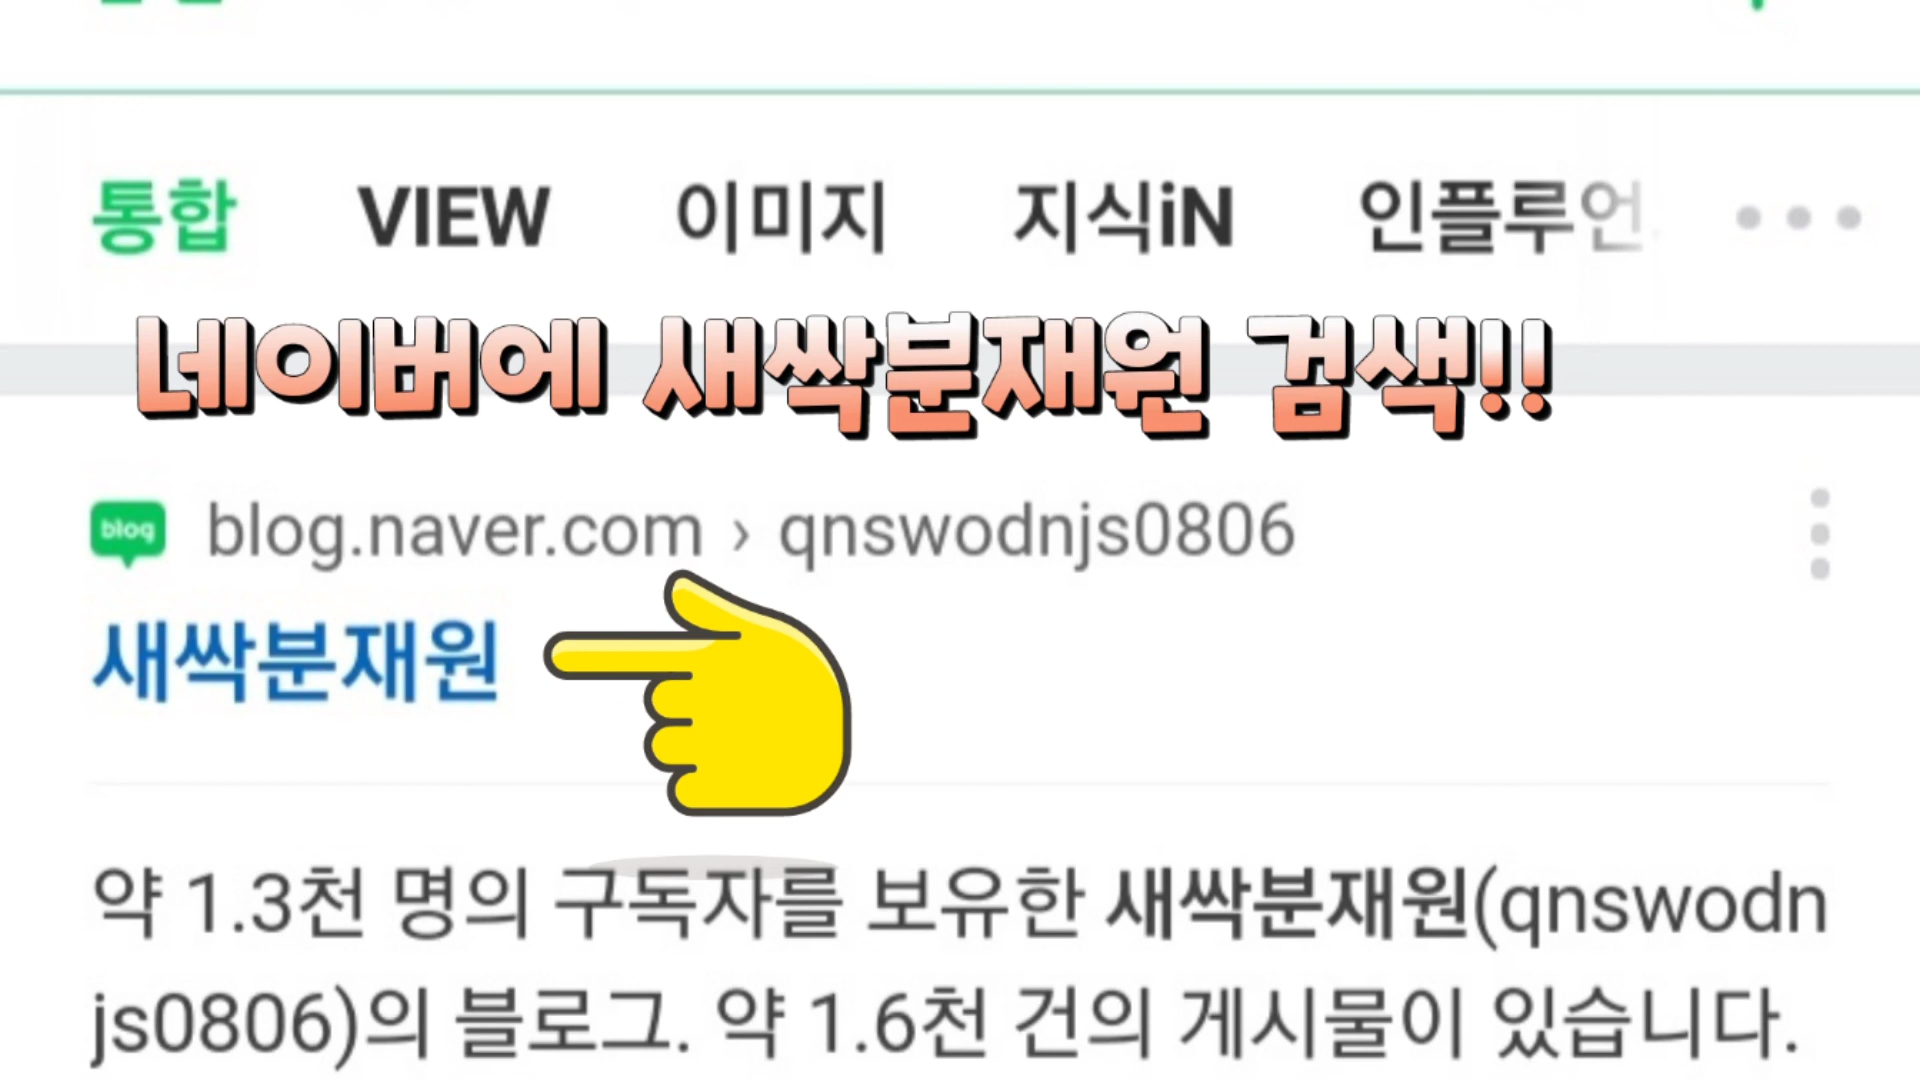 통합 VIEW 이미지 지식iN 인플루언
네이버에 새싹분재원 검색!!
blog blog.naver.com › qnswodnjs0806
새싹분재원
약 1.3천 명의 구독자를 보유한 새싹분재원(qnswodn
js0806)의 블로그. 약 1.6천 건의 게시물이 있습니다.